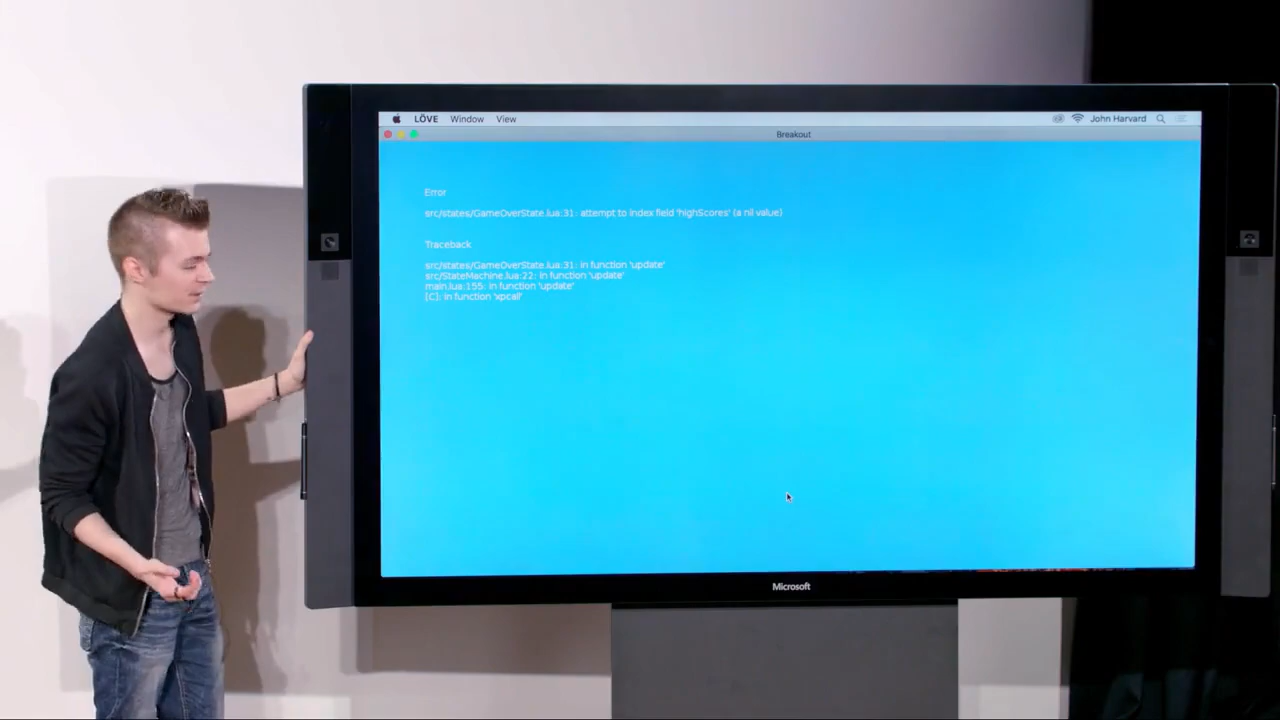 LÖVE Window View John Harvard
Breakout
Error
src/states/GameOverState.lua:31: attempt to index field 'highScores' (a nil value)
Traceback
src/states/GameOverState.lua:31: in function 'update'
src/StateMachine.lua:22: in function 'update'
main.lua:155: in function 'update'
[C]: in function 'xpcall'
Microsoft